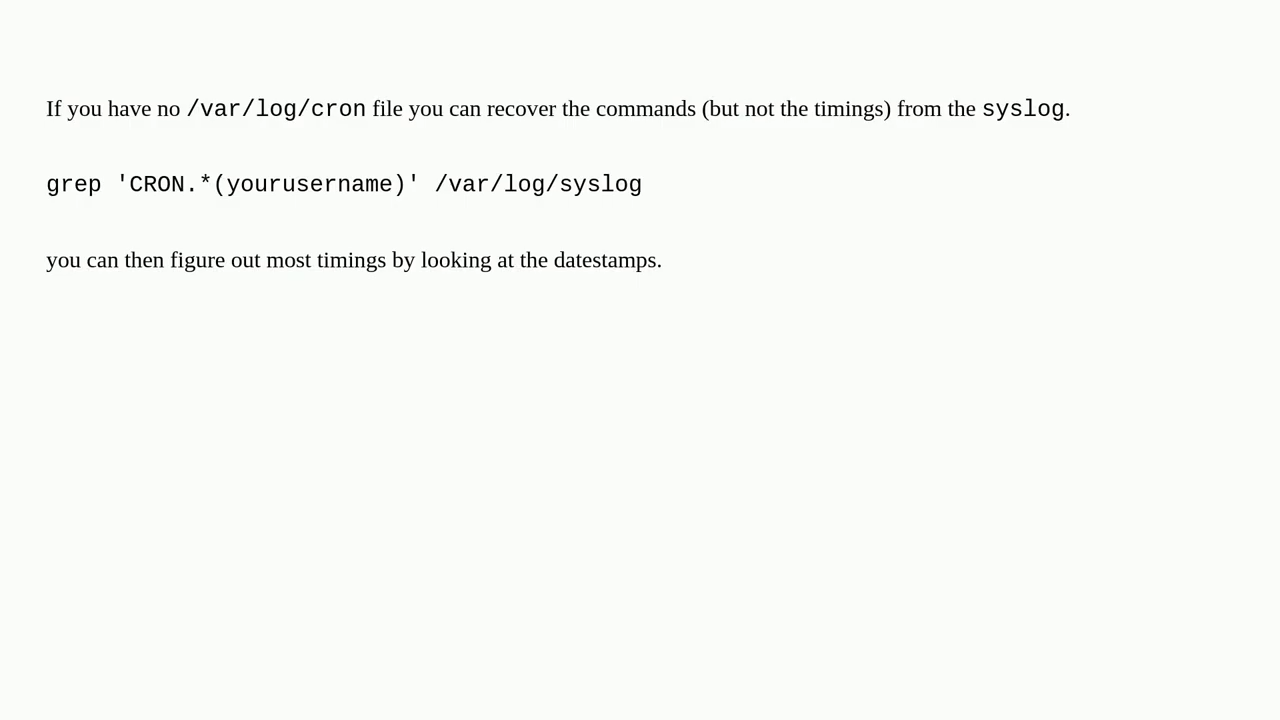 If you have no /var/log/cron file you can recover the commands (but not the timings) from the syslog.
grep 'CRON.*(yourusername)' /var/log/syslog
you can then figure out most timings by looking at the datestamps.